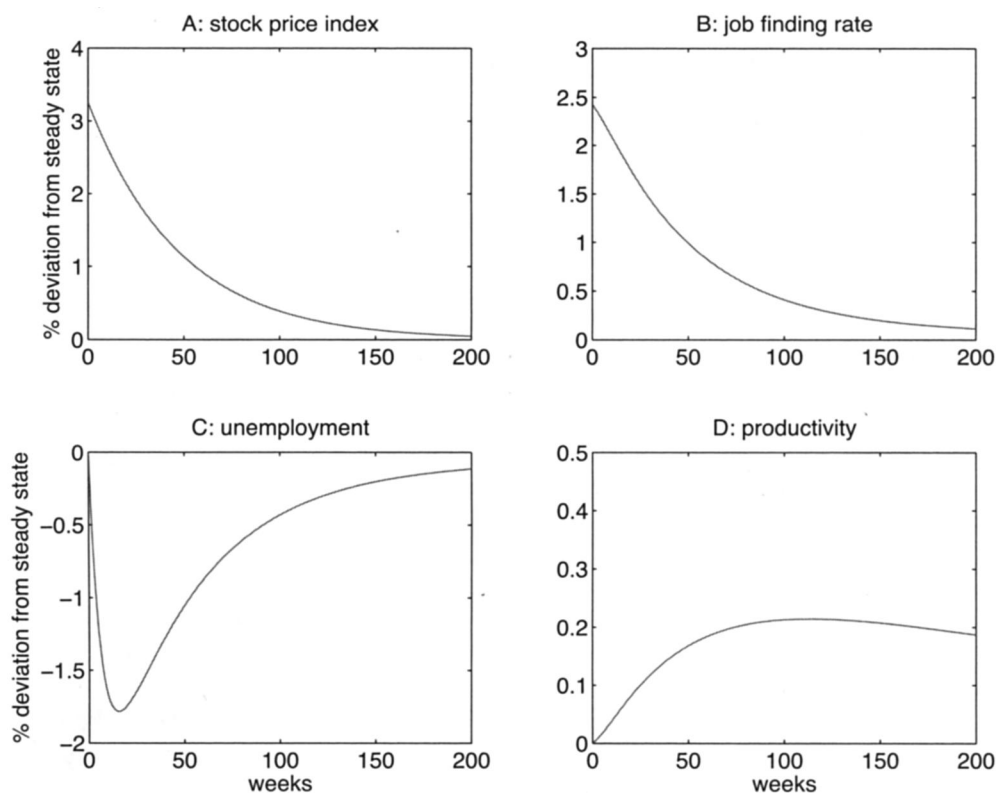 A: stock price index
B: job finding rate
% deviation from steady state
4
3
2
1
0
0 50 100 150 200
3
2.5
2
1.5
1
0.5
0
0 50 100 150 200
C: unemployment
D: productivity
% deviation from steady state
0
−0.5
−1
−1.5
−2
0 50 100 150 200
weeks
0.5
0.4
0.3
0.2
0.1
0
0 50 100 150 200
weeks